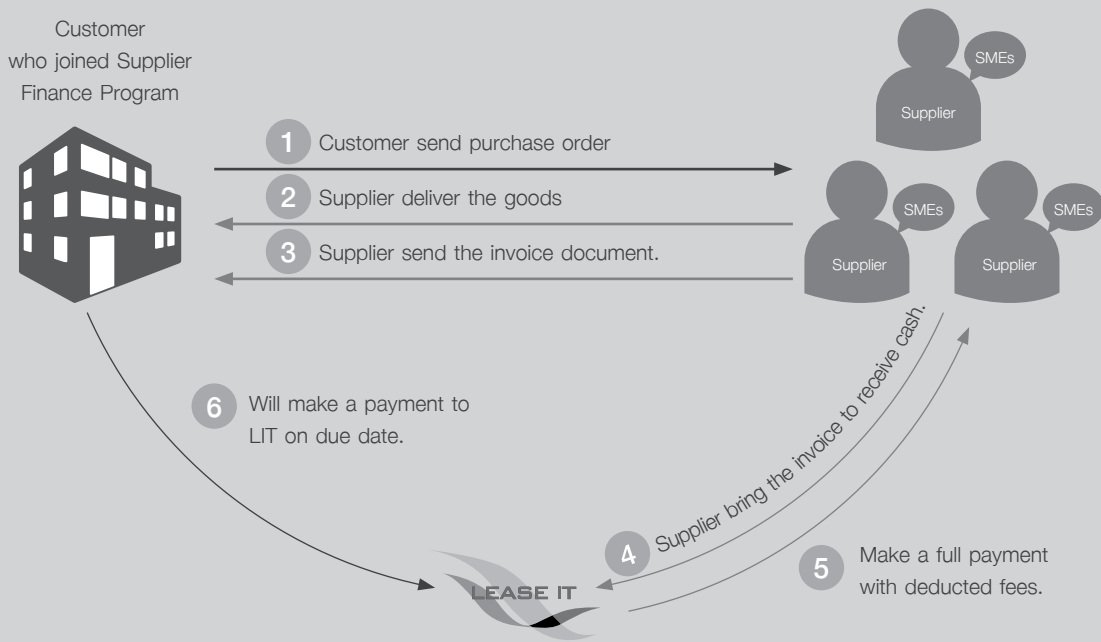 Customer
who joined Supplier
Finance Program
SMEs
Supplier
1 Customer send purchase order
2 Supplier deliver the goods
3 Supplier send the invoice document.
SMEs
Supplier
SMEs
Supplier
4 Supplier bring the invoice to receive cash.
5 Make a full payment
with deducted fees.
6 Will make a payment to
LIT on due date.
LEASE IT